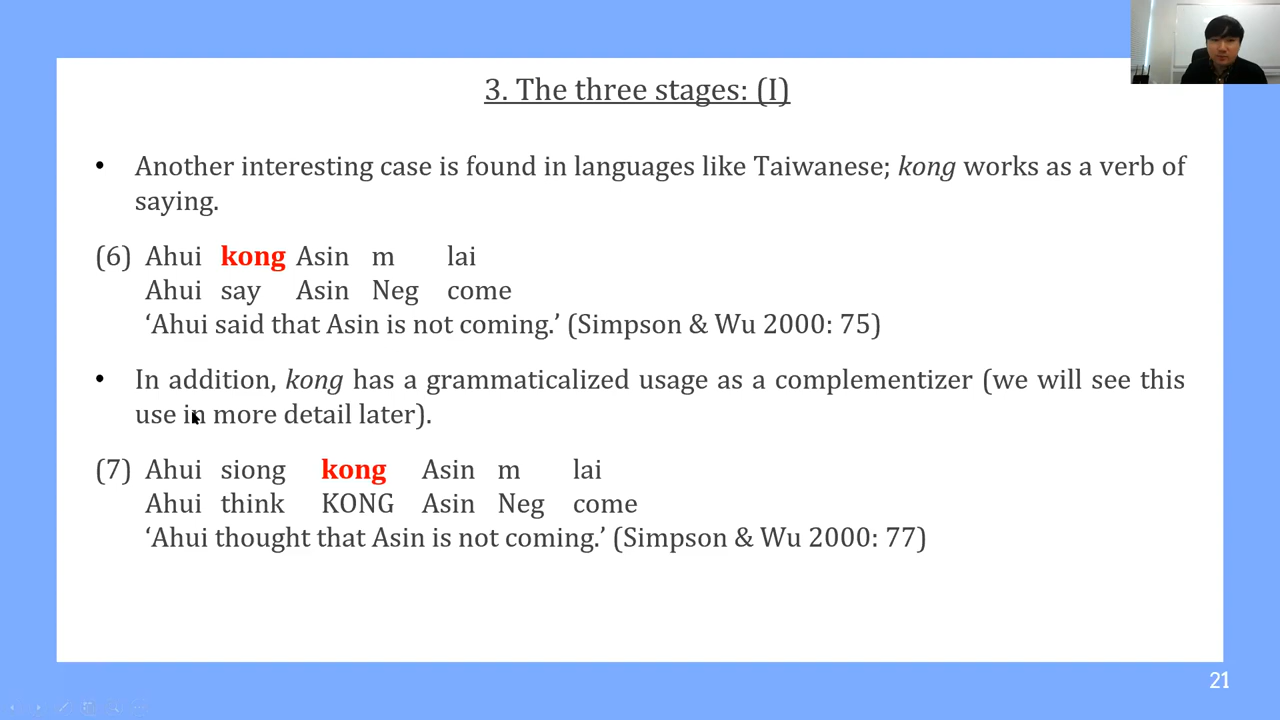 3. The three stages: (I)
• Another interesting case is found in languages like Taiwanese; kong works as a verb of
saying.
(6) Ahui kong Asin m lai
Ahui say Asin Neg come
‘Ahui said that Asin is not coming.’ (Simpson & Wu 2000: 75)
• In addition, kong has a grammaticalized usage as a complementizer (we will see this
use in more detail later).
(7) Ahui siong kong Asin m lai
Ahui think KONG Asin Neg come
‘Ahui thought that Asin is not coming.’ (Simpson & Wu 2000: 77)
21